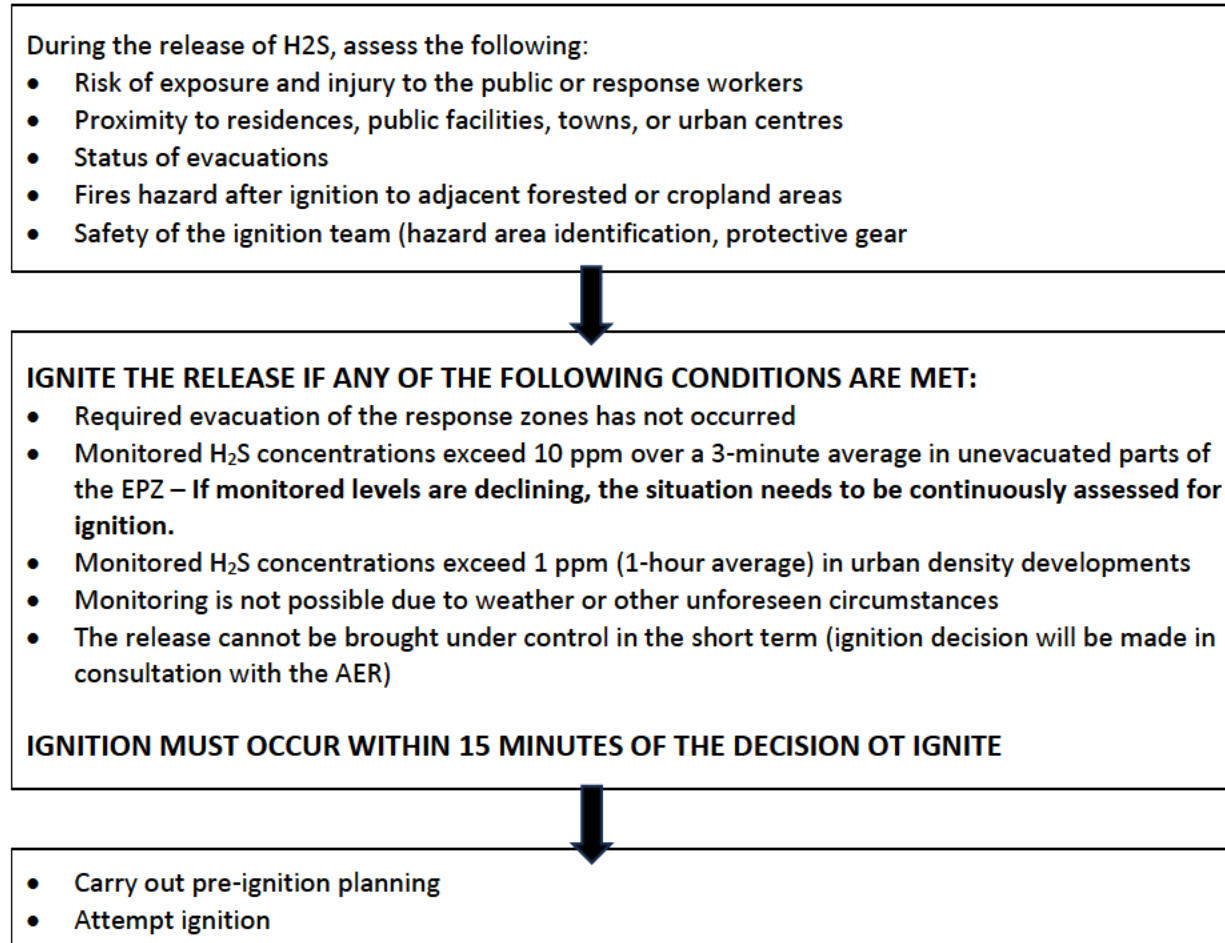 During the release of H2S, assess the following:
• Risk of exposure and injury to the public or response workers
• Proximity to residences, public facilities, towns, or urban centres
• Status of evacuations
• Fires hazard after ignition to adjacent forested or cropland areas
• Safety of the ignition team (hazard area identification, protective gear
IGNITE THE RELEASE IF ANY OF THE FOLLOWING CONDITIONS ARE MET:
• Required evacuation of the response zones has not occurred
• Monitored H₂S concentrations exceed 10 ppm over a 3-minute average in unevacuated parts of
the EPZ – If monitored levels are declining, the situation needs to be continuously assessed for
ignition.
• Monitored H₂S concentrations exceed 1 ppm (1-hour average) in urban density developments
• Monitoring is not possible due to weather or other unforeseen circumstances
• The release cannot be brought under control in the short term (ignition decision will be made in
consultation with the AER)
IGNITION MUST OCCUR WITHIN 15 MINUTES OF THE DECISION OT IGNITE
• Carry out pre-ignition planning
• Attempt ignition